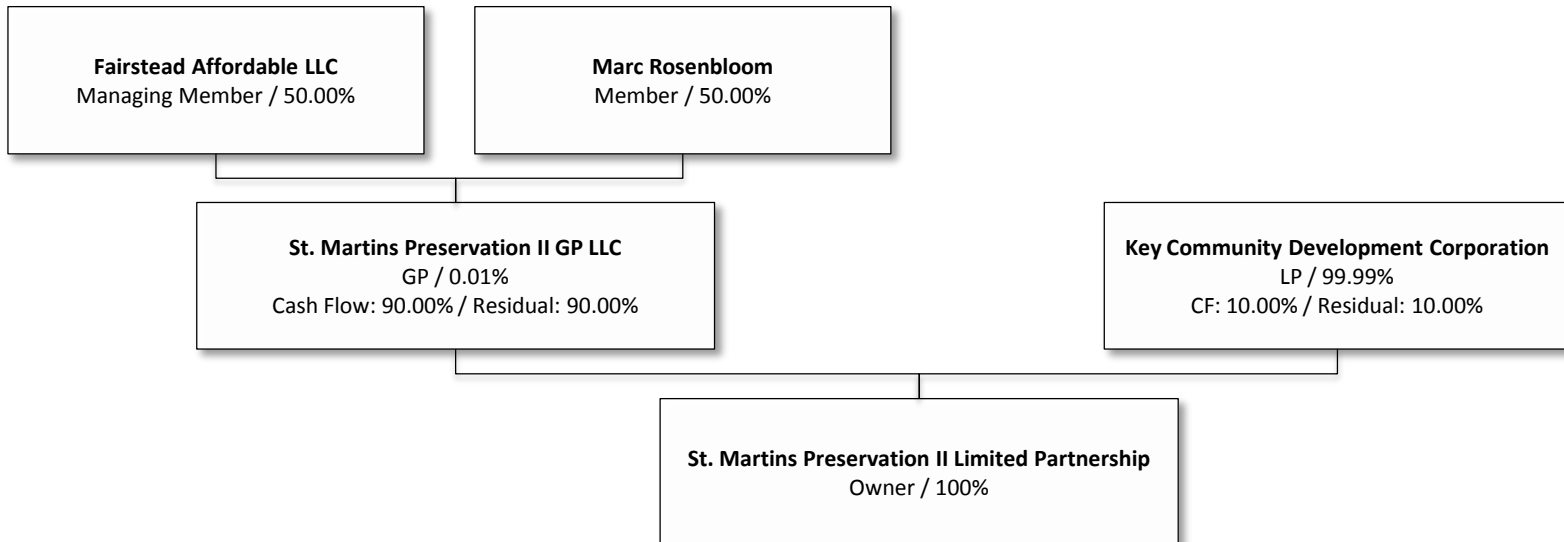 Fairstead Affordable LLC
Managing Member / 50.00%
Marc Rosenbloom
Member / 50.00%
St. Martins Preservation II GP LLC
GP / 0.01%
Cash Flow: 90.00% / Residual: 90.00%
Key Community Development Corporation
LP / 99.99%
CF: 10.00% / Residual: 10.00%
St. Martins Preservation II Limited Partnership
Owner / 100%